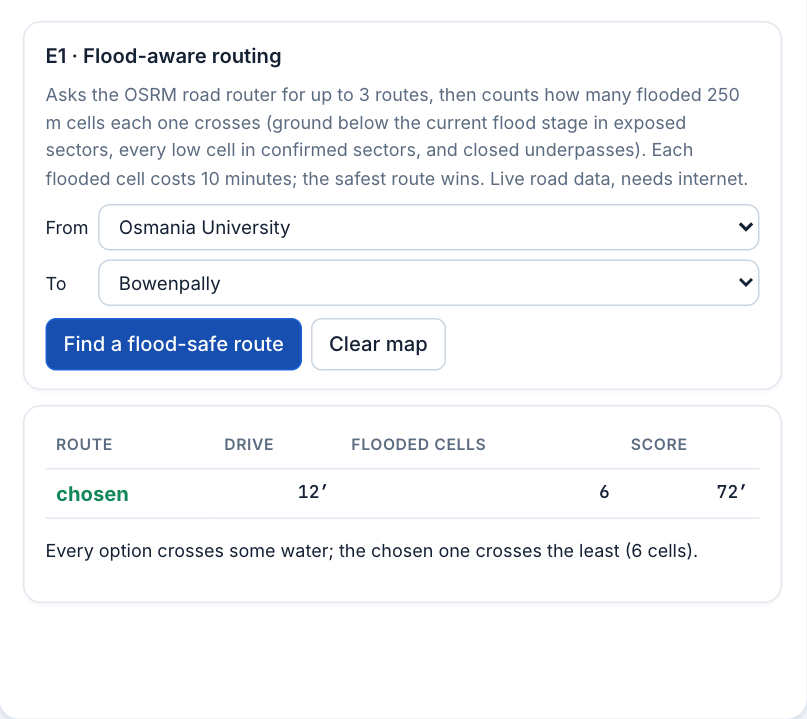 E1 · Flood-aware routing
Asks the OSRM road router for up to 3 routes, then counts how many flooded 250
m cells each one crosses (ground below the current flood stage in exposed
sectors, every low cell in confirmed sectors, and closed underpasses). Each
flooded cell costs 10 minutes; the safest route wins. Live road data, needs internet.
From Osmania University
To Bowenpally
Find a flood-safe route Clear map
ROUTE DRIVE FLOODED CELLS SCORE
chosen 12′ 6 72′
Every option crosses some water; the chosen one crosses the least (6 cells).